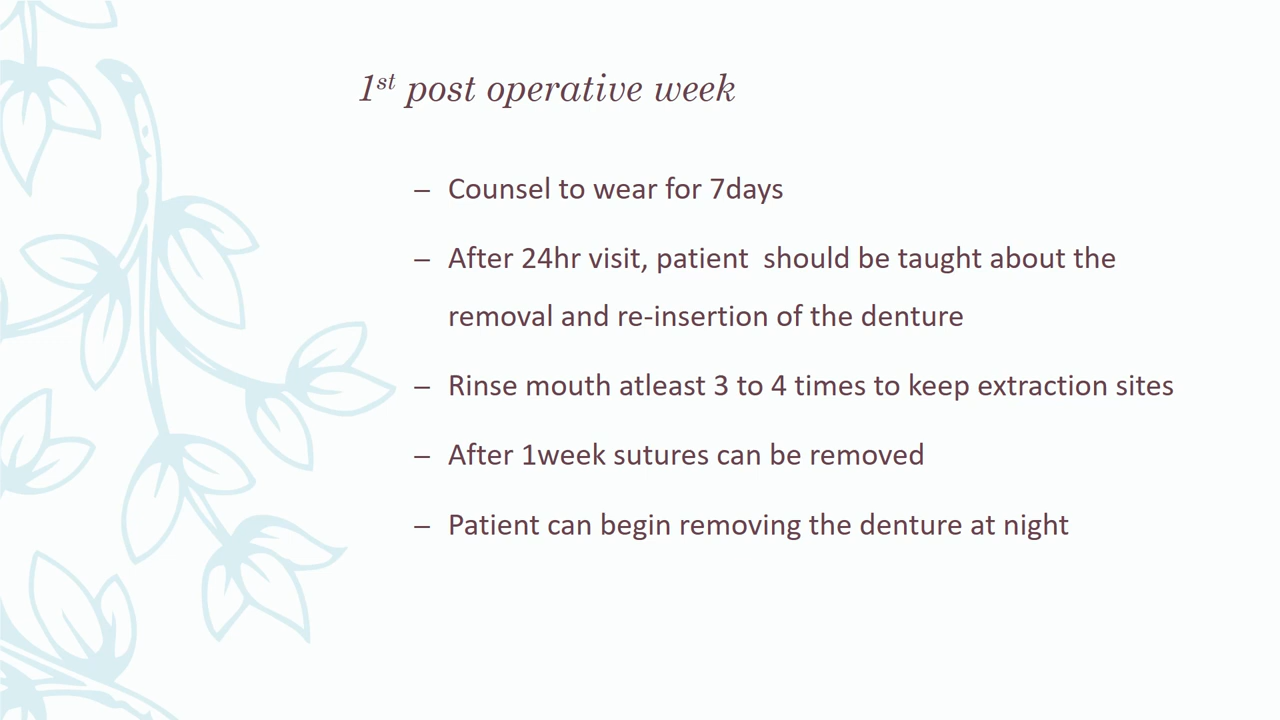 1st post operative week
– Counsel to wear for 7days
– After 24hr visit, patient  should be taught about the
removal and re-insertion of the denture
– Rinse mouth atleast 3 to 4 times to keep extraction sites
– After 1week sutures can be removed
– Patient can begin removing the denture at night